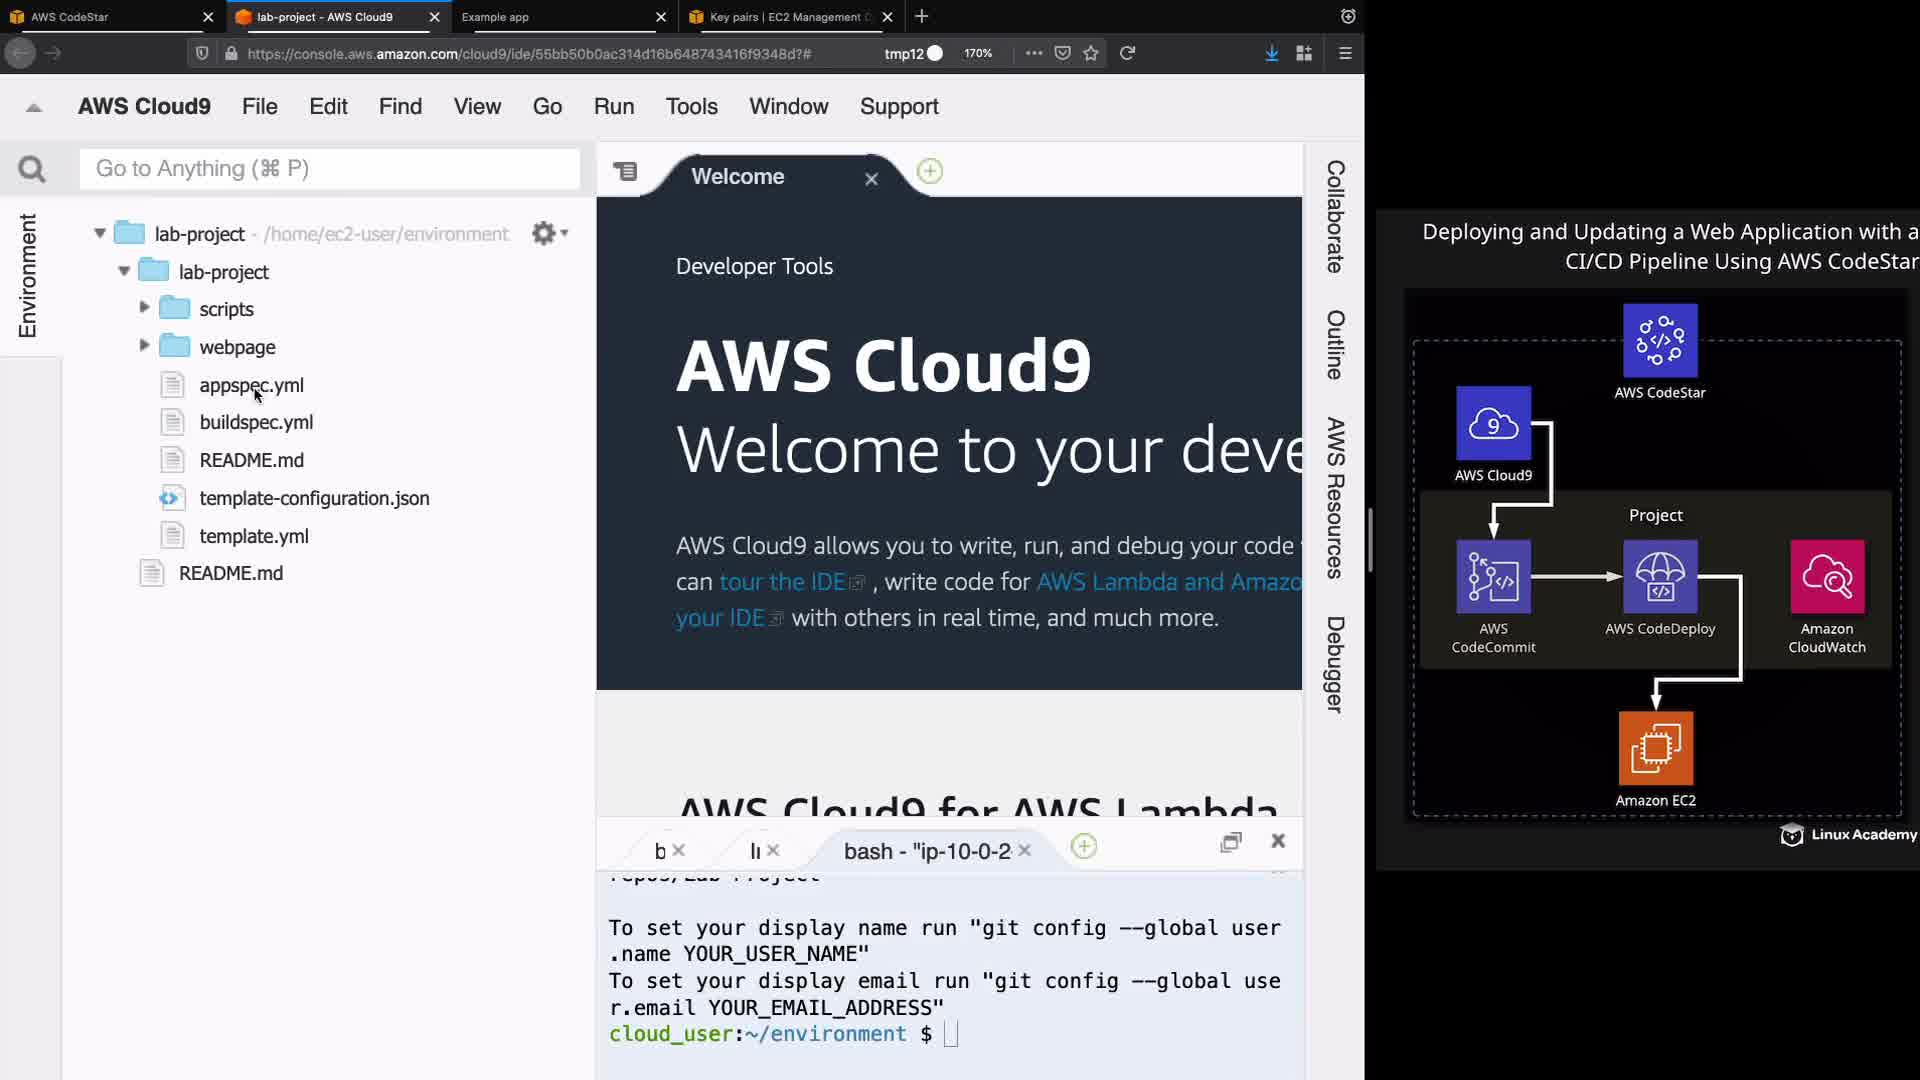 AWS CodeStar
lab-project - AWS Cloud9
Example app
Key pairs | EC2 Management C
https://console.aws.amazon.com/cloud9/ide/55bb50b0ac314d16b648743416f9348d?#
tmp12
170%
AWS Cloud9
File
Edit
Find
View
Go
Run
Tools
Window
Support
Go to Anything (⌘ P)
Environment
lab-project - /home/ec2-user/environment
lab-project
scripts
webpage
appspec.yml
buildspec.yml
README.md
template-configuration.json
template.yml
README.md
Welcome
Developer Tools
AWS Cloud9
Welcome to your deve
AWS Cloud9 allows you to write, run, and debug your code
can tour the IDE , write code for AWS Lambda and Amazo
your IDE with others in real time, and much more.
AWS Cloud9 for AWS Lambda
b
bash - "ip-10-0-2
To set your display name run "git config --global user
.name YOUR_USER_NAME"
To set your display email run "git config --global use
r.email YOUR_EMAIL_ADDRESS"
cloud_user:~/environment $
Collaborate
Outline
AWS Resources
Debugger
Deploying and Updating a Web Application with a
CI/CD Pipeline Using AWS CodeStar
AWS CodeStar
9
AWS Cloud9
Project
AWS
CodeCommit
AWS CodeDeploy
Amazon
CloudWatch
Amazon EC2
Linux Academy